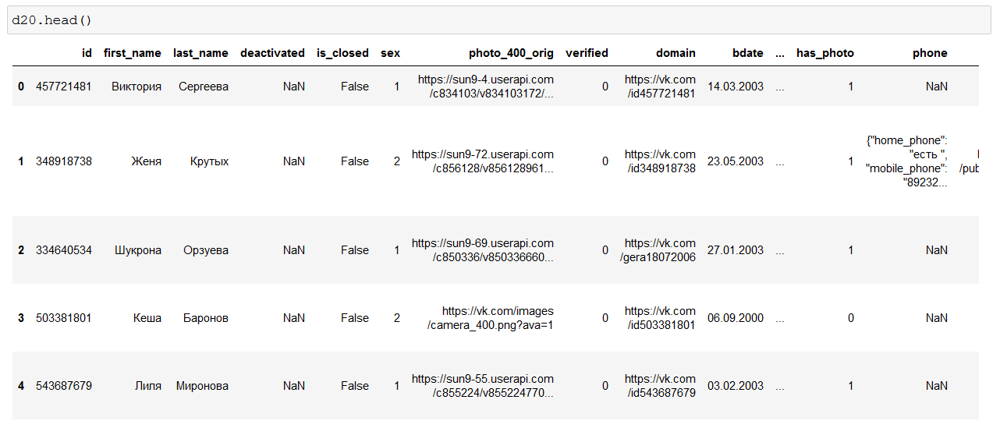 d20.head()
id first_name last_name deactivated is_closed sex photo_400_orig verified domain bdate ... has_photo phone
0 457721481 Виктория Сергеева NaN False 1 https://sun9-4.userapi.com 0 https://vk.com 14.03.2003 ... 1 NaN
/c834103/v834103172/... /id457721481
{"home_phone":
"есть ",
1 348918738 Женя Крутых NaN False 2 https://sun9-72.userapi.com 0 https://vk.com 23.05.2003 ... 1 "mobile_phone":
/c856128/v856128961... /id348918738 /pub
"89232...
2 334640534 Шукрона Орзуева NaN False 1 https://sun9-69.userapi.com 0 https://vk.com 27.01.2003 ... 1 NaN
/c850336/v850336660... /gera18072006
3 503381801 Кеша Баронов NaN False 2 https://vk.com/images 0 https://vk.com 06.09.2000 ... 0 NaN
/camera_400.png?ava=1 /id503381801
4 543687679 Лиля Миронова NaN False 1 https://sun9-55.userapi.com 0 https://vk.com 03.02.2003 ... 1 NaN
/c855224/v855224770... /id543687679